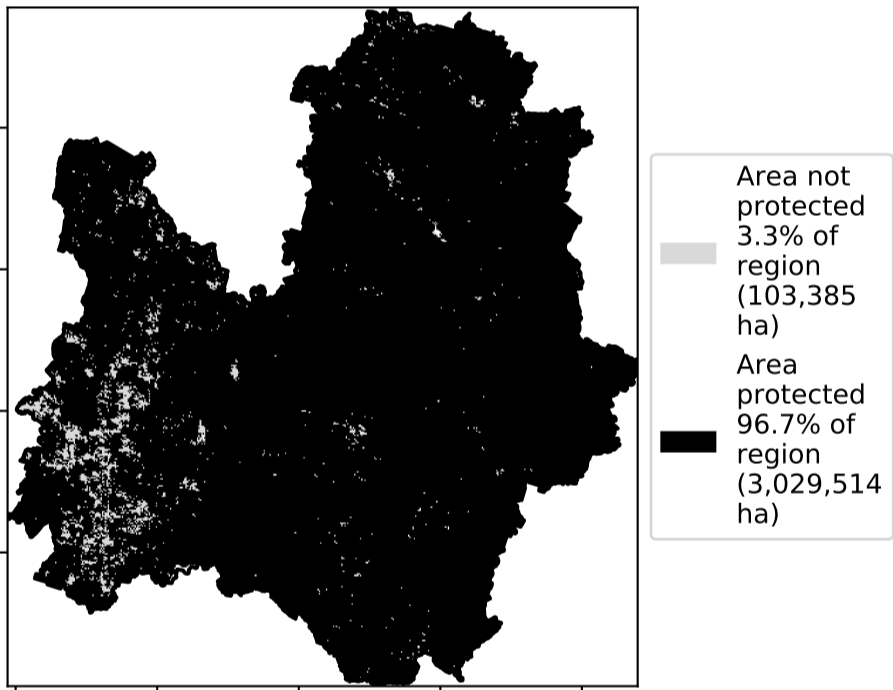 Area not
protected
3.3% of
region
(103,385
ha)
Area
protected
96.7% of
region
(3,029,514
ha)